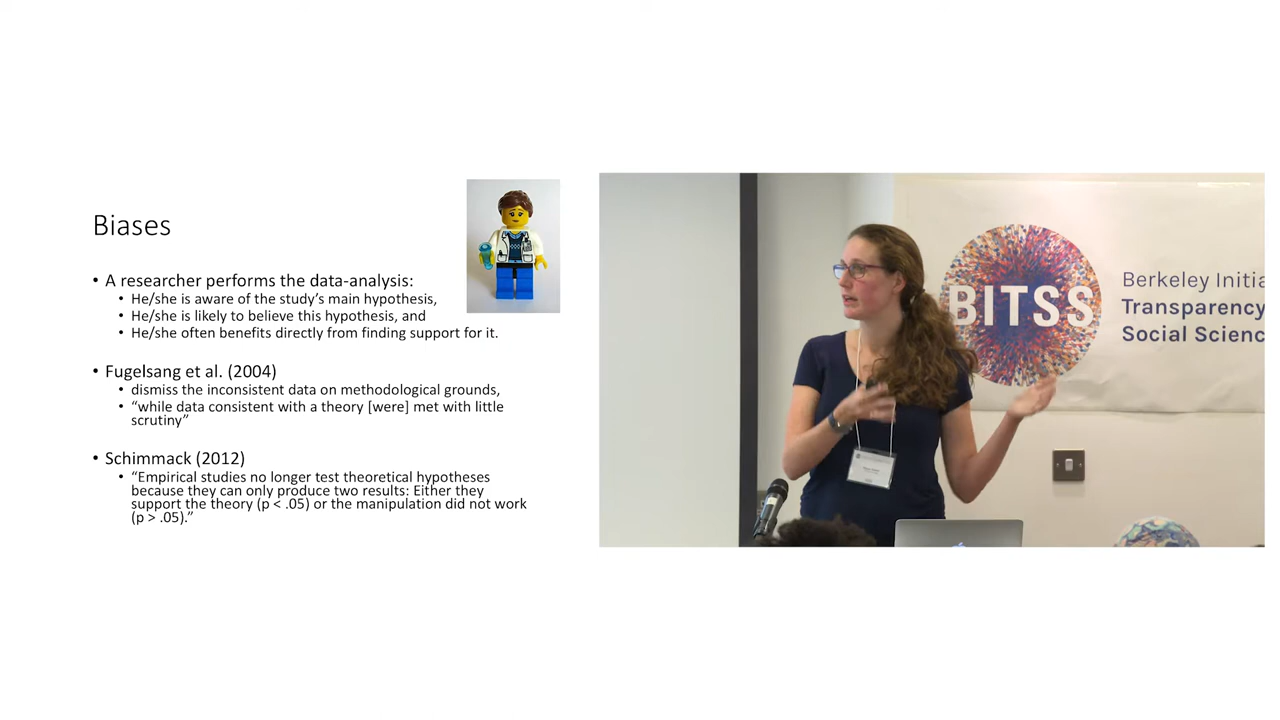 Biases
• A researcher performs the data-analysis:
• He/she is aware of the study's main hypothesis,
• He/she is likely to believe this hypothesis, and
• He/she often benefits directly from finding support for it.
• Fugelsang et al. (2004)
• dismiss the inconsistent data on methodological grounds,
• “while data consistent with a theory [were] met with little
scrutiny”
• Schimmack (2012)
• “Empirical studies no longer test theoretical hypotheses
because they can only produce two results: Either they
support the theory (p < .05) or the manipulation did not work
(p > .05).”
BITSS
Berkeley Initia
Transparency
Social Scienc